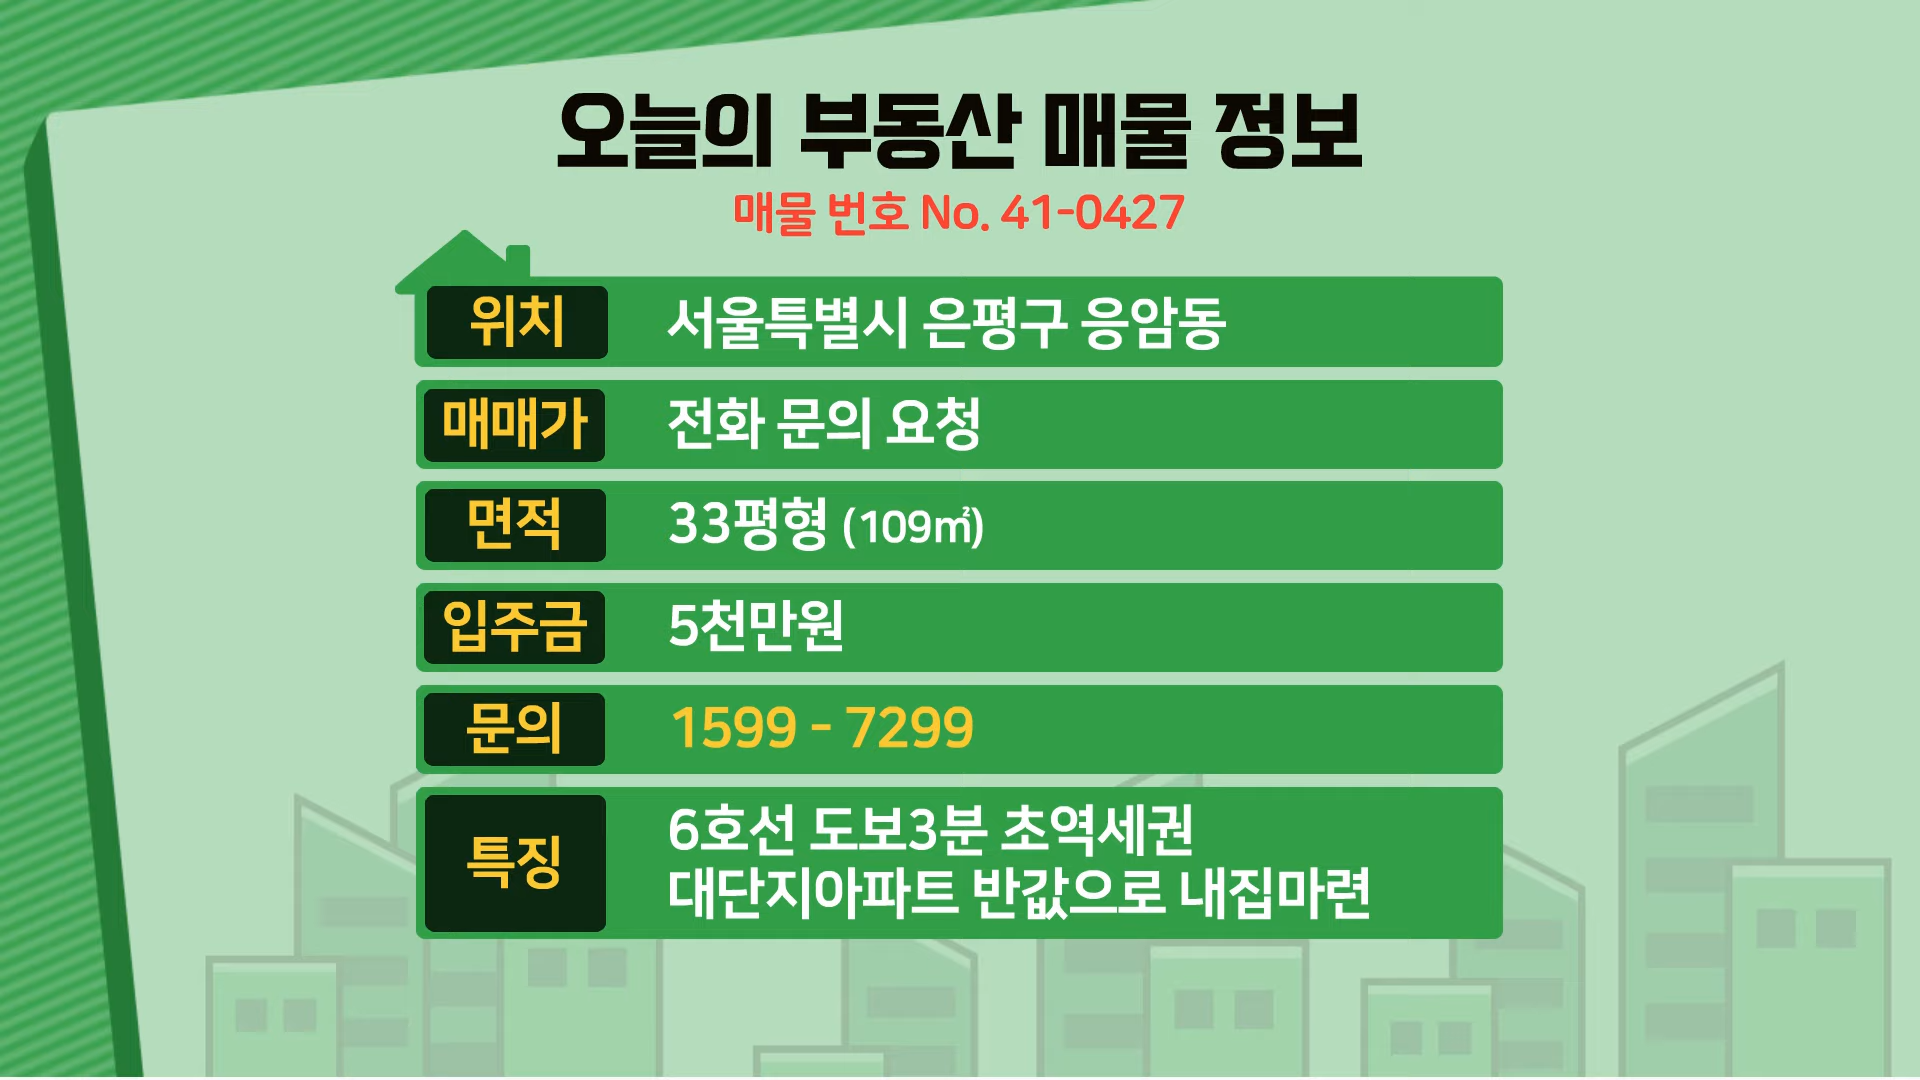 오늘의 부동산 매물 정보
매물 번호 No. 41-0427
위치 서울특별시 은평구 응암동
매매가 전화 문의 요청
면적 33평형 (109㎡)
입주금 5천만원
문의 1599 - 7299
특징 6호선 도보3분 초역세권
대단지아파트 반값으로 내집마련